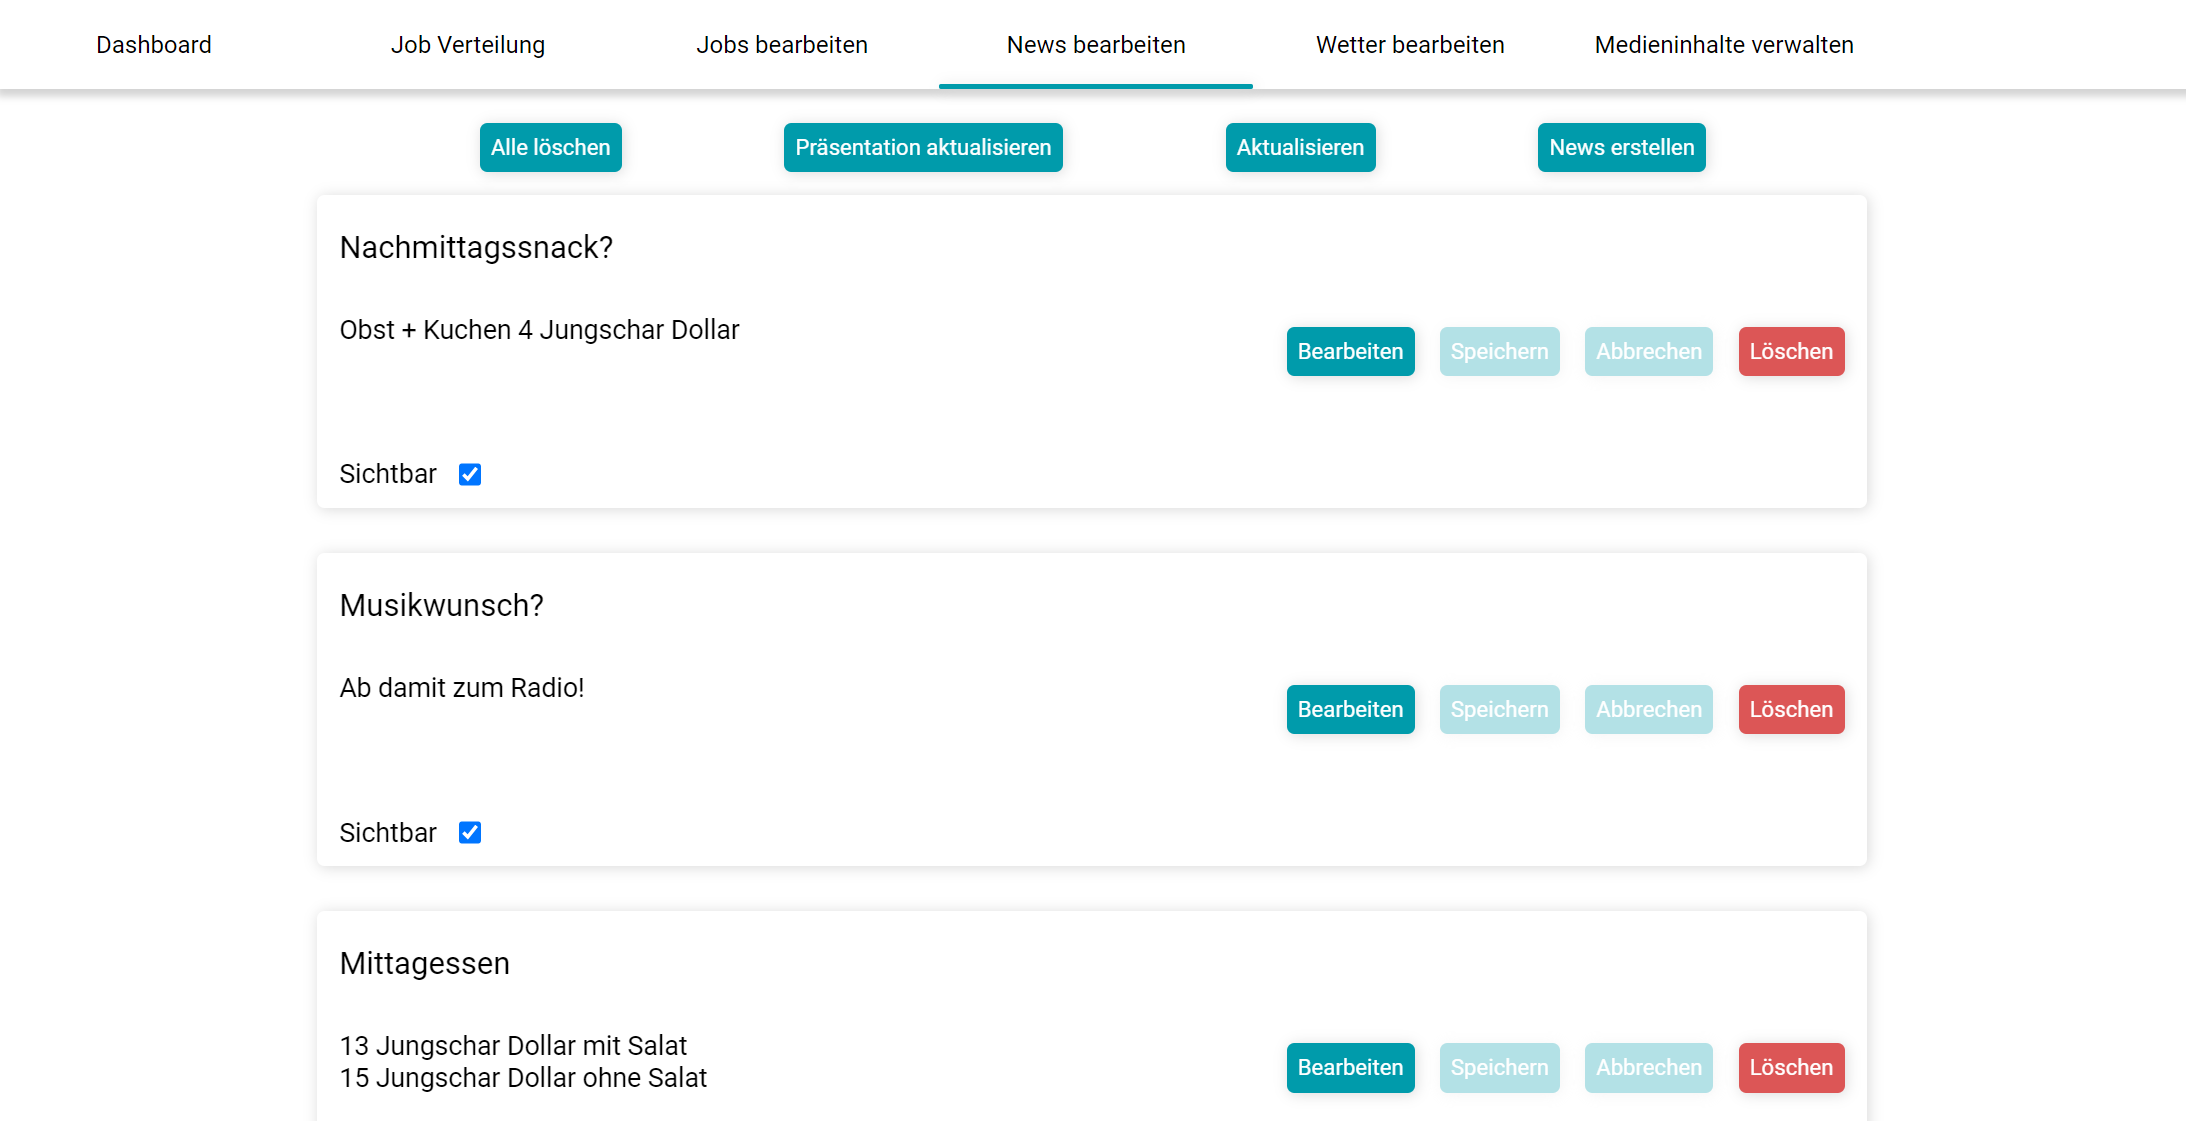 Dashboard Job Verteilung Jobs bearbeiten News bearbeiten Wetter bearbeiten Medieninhalte verwalten
Alle löschen Präsentation aktualisieren Aktualisieren News erstellen
Nachmittagssnack?
Obst + Kuchen 4 Jungschar Dollar
Bearbeiten Speichern Abbrechen Löschen
Sichtbar
Musikwunsch?
Ab damit zum Radio!
Bearbeiten Speichern Abbrechen Löschen
Sichtbar
Mittagessen
13 Jungschar Dollar mit Salat
15 Jungschar Dollar ohne Salat
Bearbeiten Speichern Abbrechen Löschen